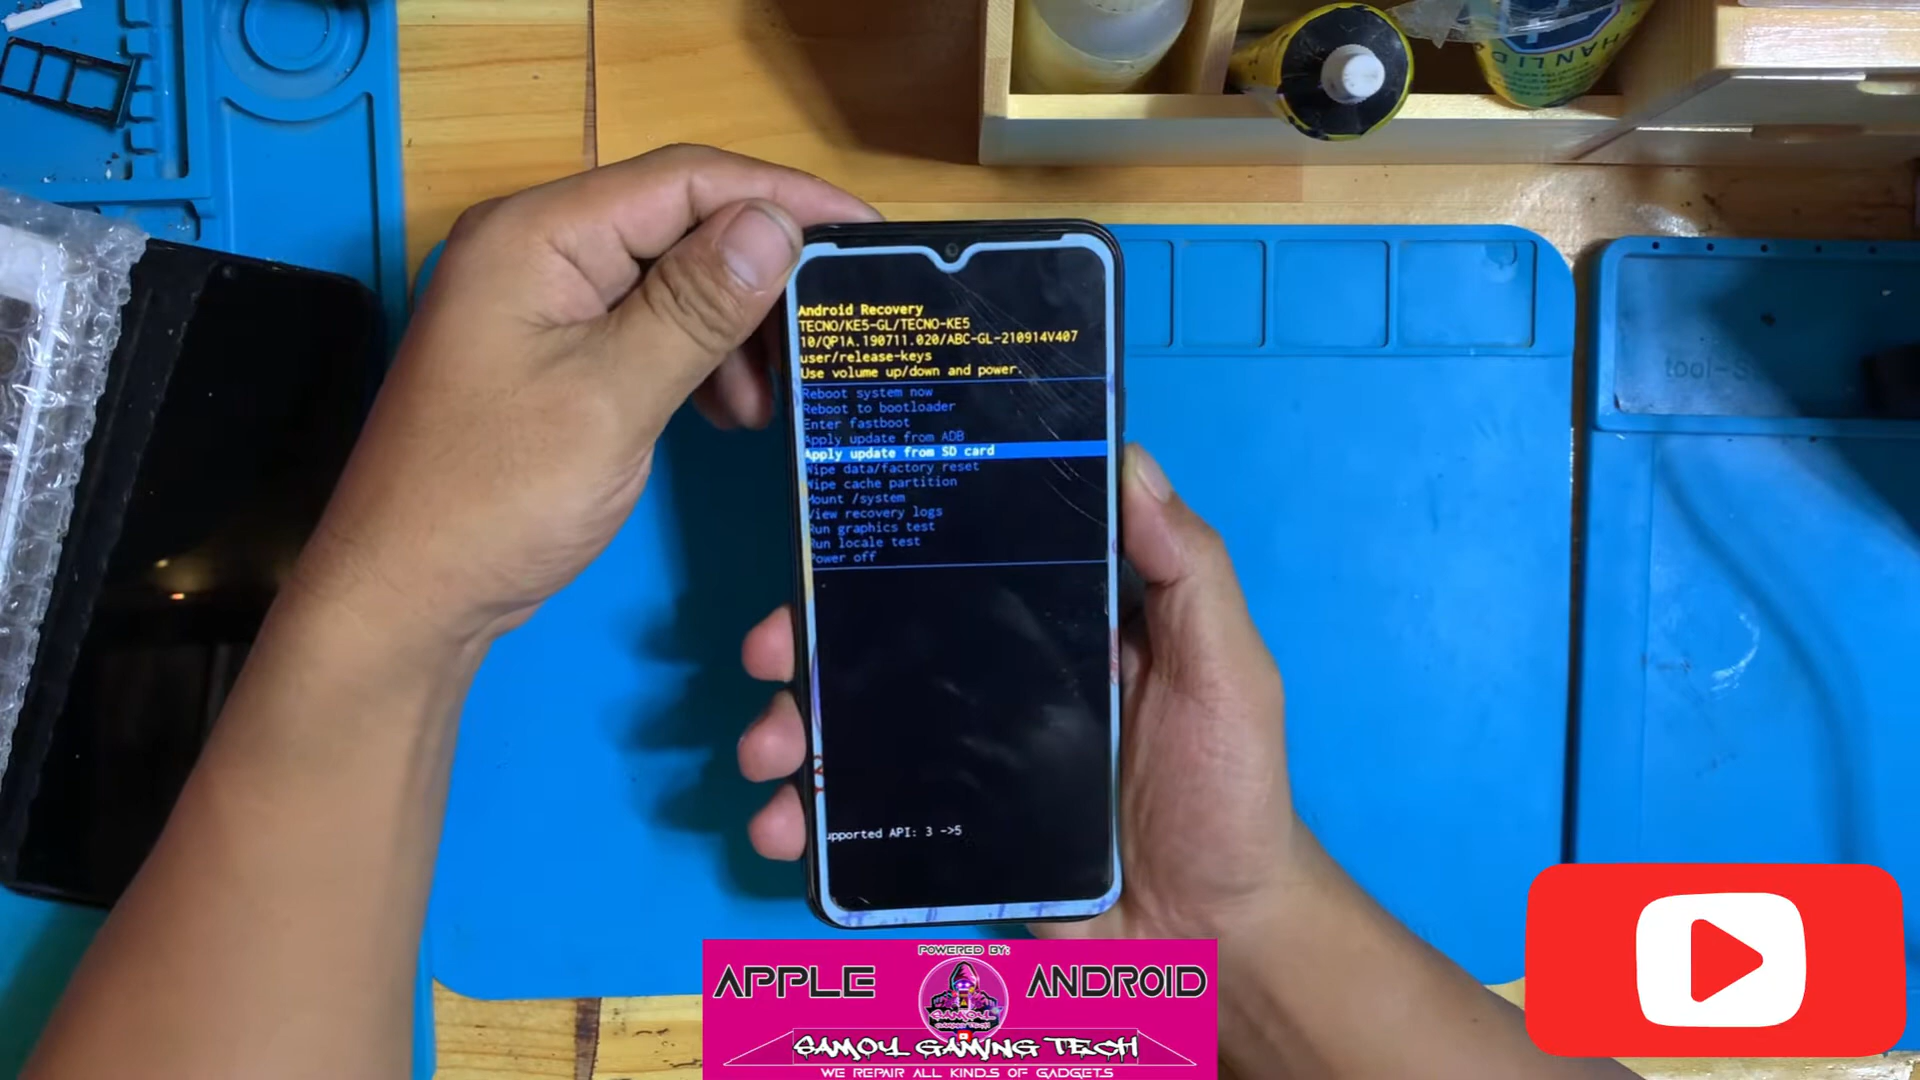 HANLID
tool-S
Android Recovery
TECNO/KE5-GL/TECNO-KE5
10/QP1A.190711.020/ABC-GL-210914V407
user/release-keys
Use volume up/down and power.
Reboot system now
Reboot to bootloader
Enter fastboot
Apply update from ADB
Apply update from SD card
Wipe data/factory reset
Wipe cache partition
Mount /system
View recovery logs
Run graphics test
Run locale test
Power off
upported API: 3 ->5
POWERED BY:
APPLE ANDROID
SAMOY GAMING TECH
WE REPAIR ALL KINDS OF GADGETS